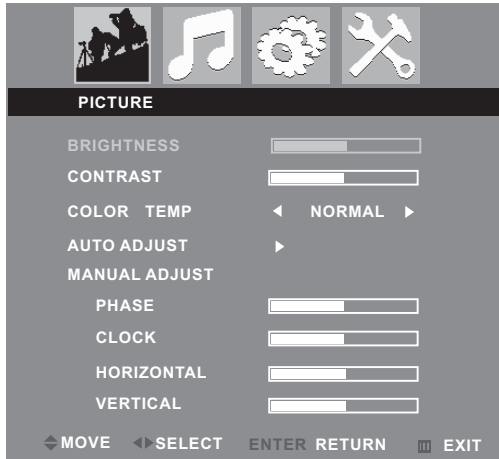 PICTURE
BRIGHTNESS
CONTRAST
COLOR TEMP NORMAL
AUTO ADJUST
MANUAL ADJUST
PHASE
CLOCK
HORIZONTAL
VERTICAL
MOVE SELECT ENTER RETURN EXIT